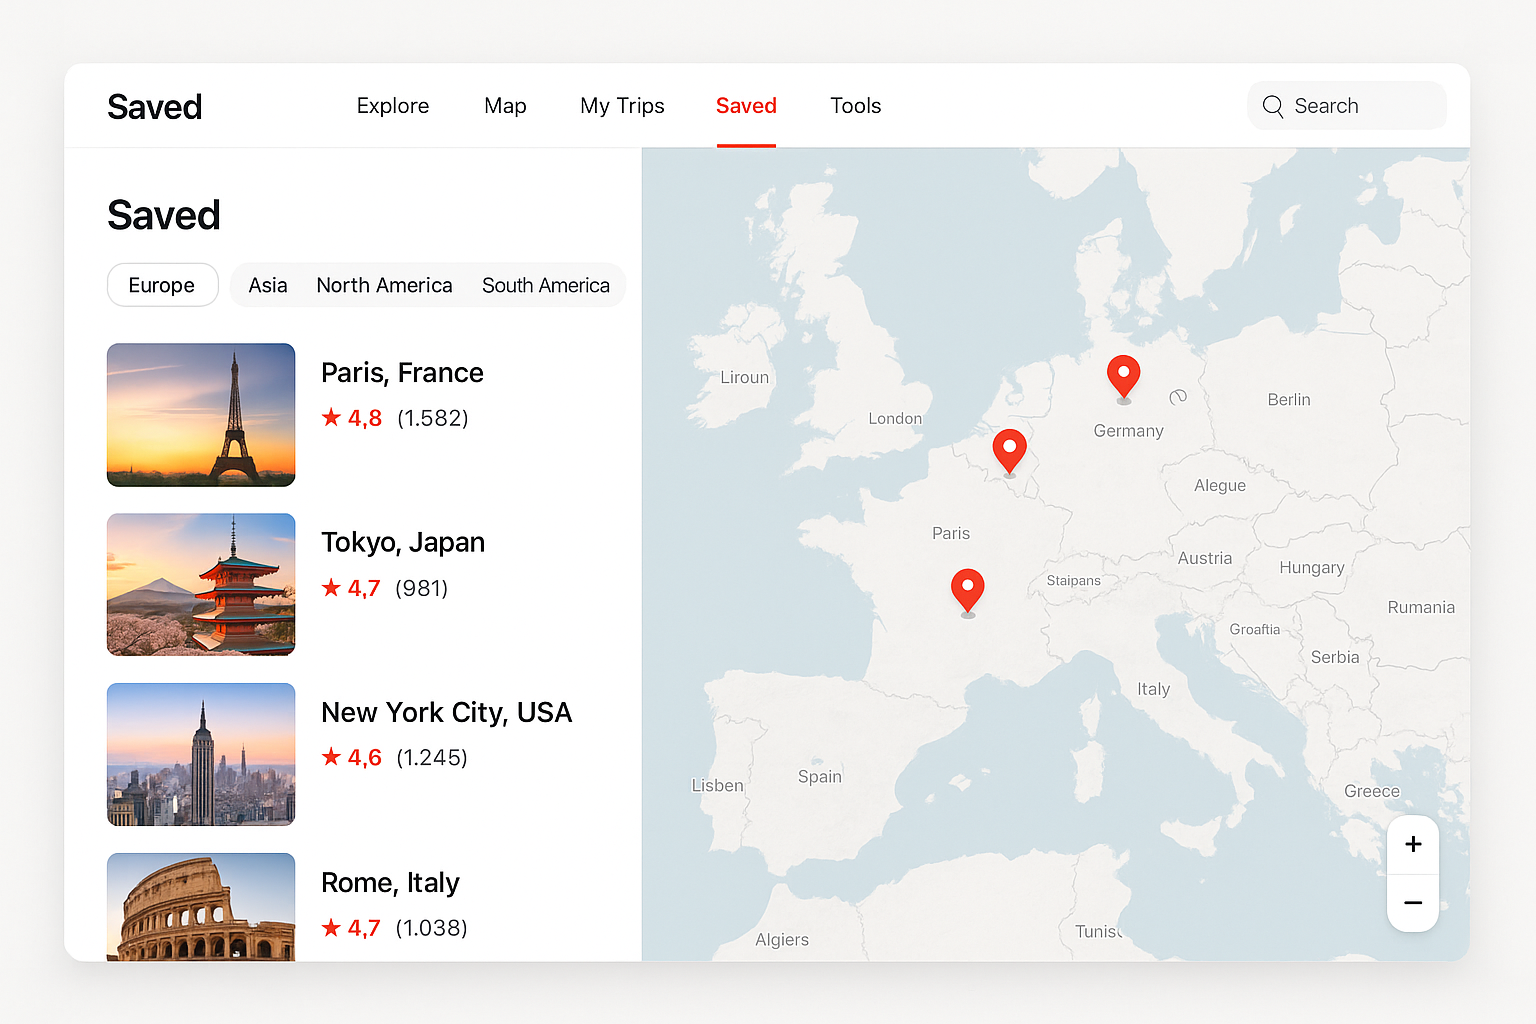 Saved Explore Map My Trips Saved Tools Search
Saved
Europe Asia North America South America
Paris, France
★ 4,8 (1.582)
Tokyo, Japan
★ 4,7 (981)
New York City, USA
★ 4,6 (1.245)
Rome, Italy
★ 4,7 (1.038)
Liroun
London
Berlin
Germany
Alegue
Paris
Austria
Hungary
Staipans
Rumania
Groaftia
Serbia
Italy
Spain
Lisben
Greece
+
−
Algiers